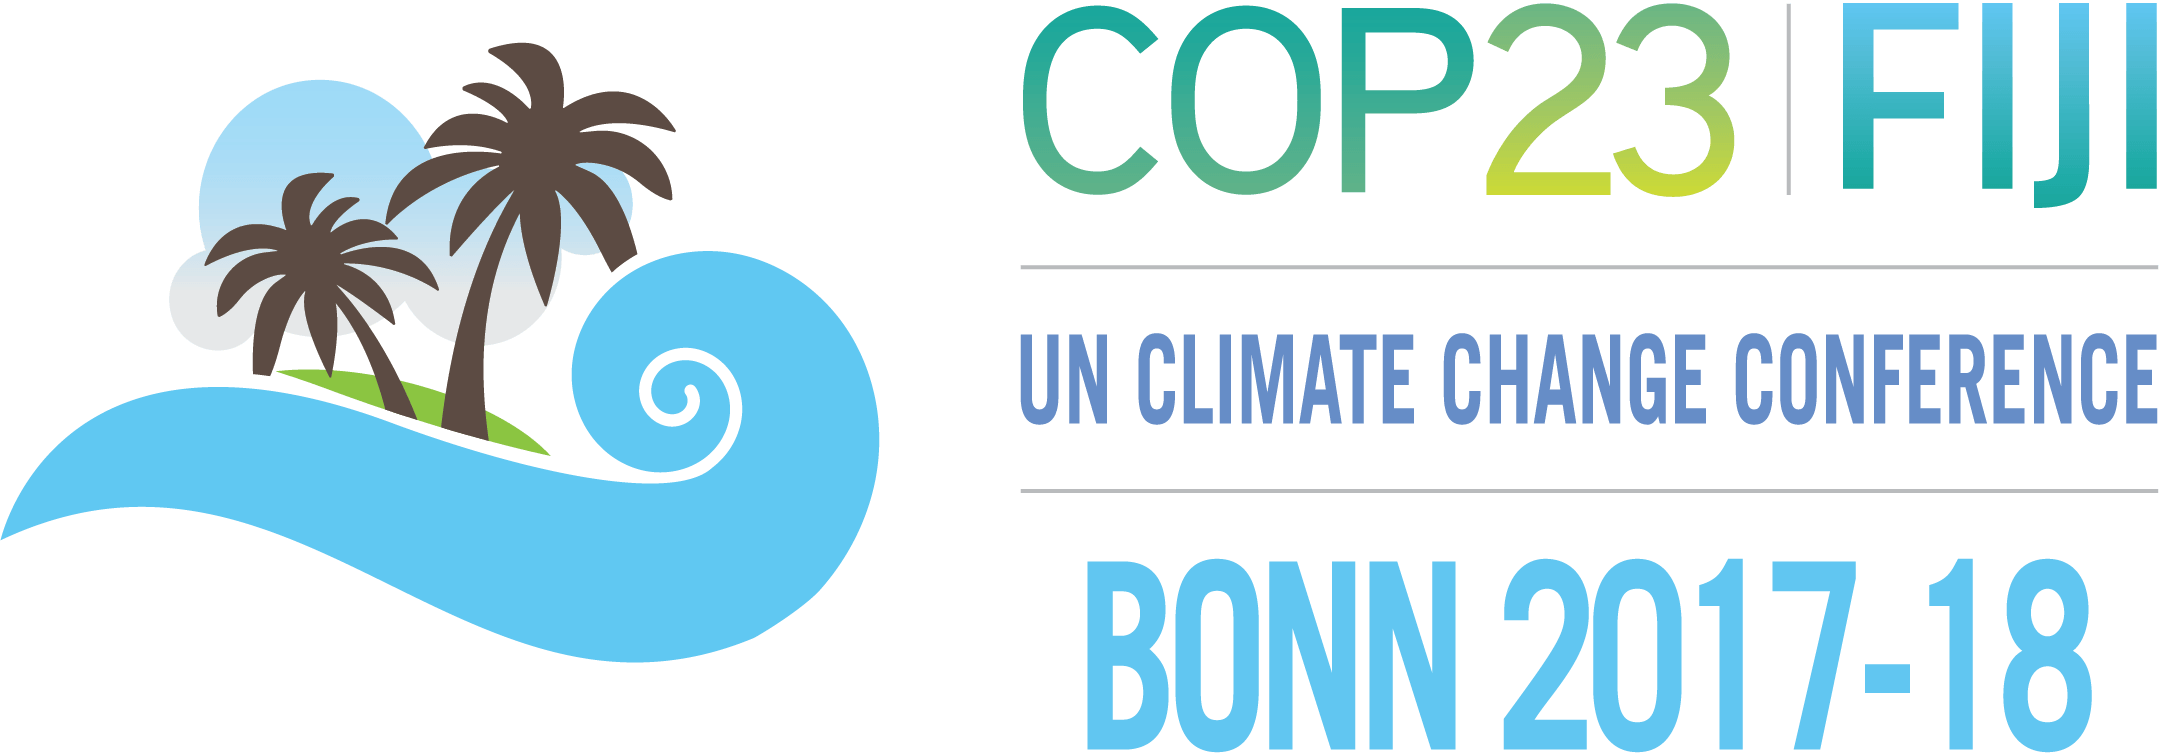 COP23 | FIJI
UN CLIMATE CHANGE CONFERENCE
BONN 2017-18